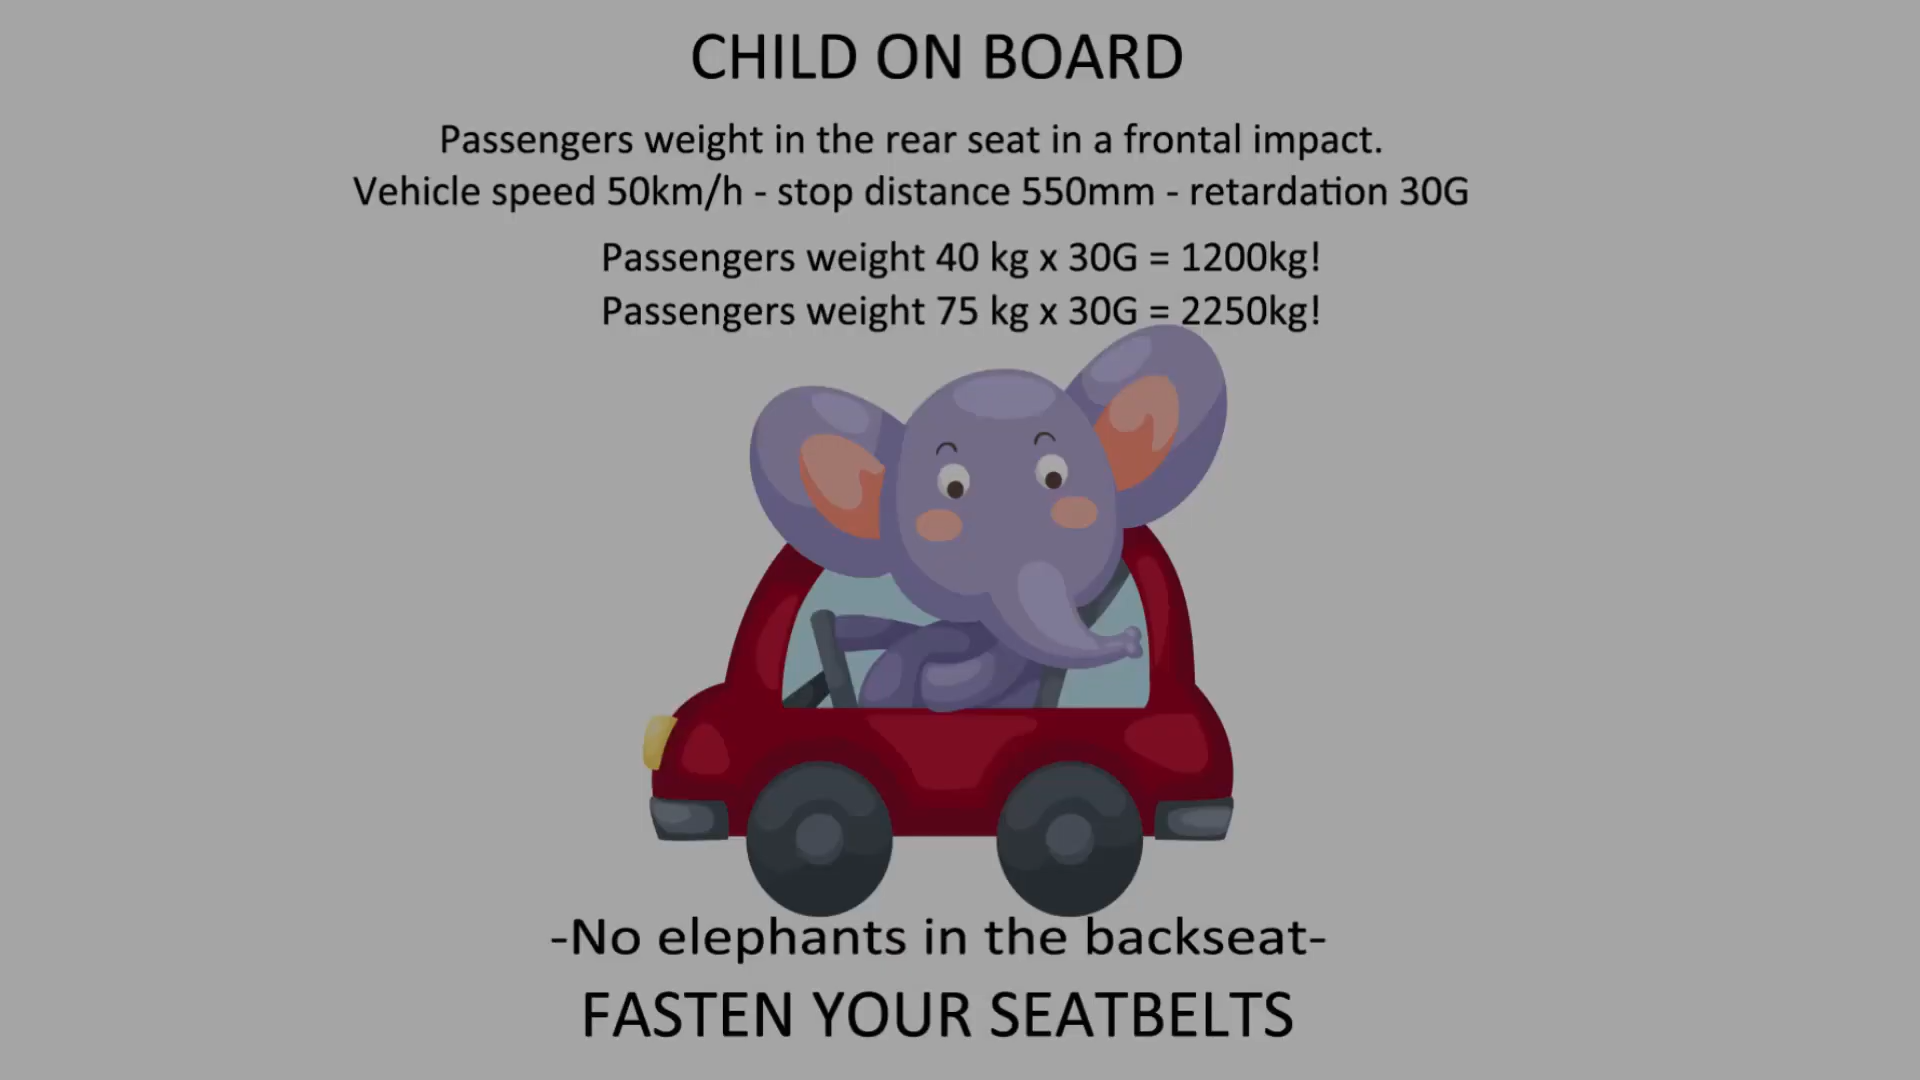 CHILD ON BOARD
Passengers weight in the rear seat in a frontal impact.
Vehicle speed 50km/h - stop distance 550mm - retardation 30G
Passengers weight 40 kg x 30G = 1200kg!
Passengers weight 75 kg x 30G = 2250kg!
-No elephants in the backseat-
FASTEN YOUR SEATBELTS